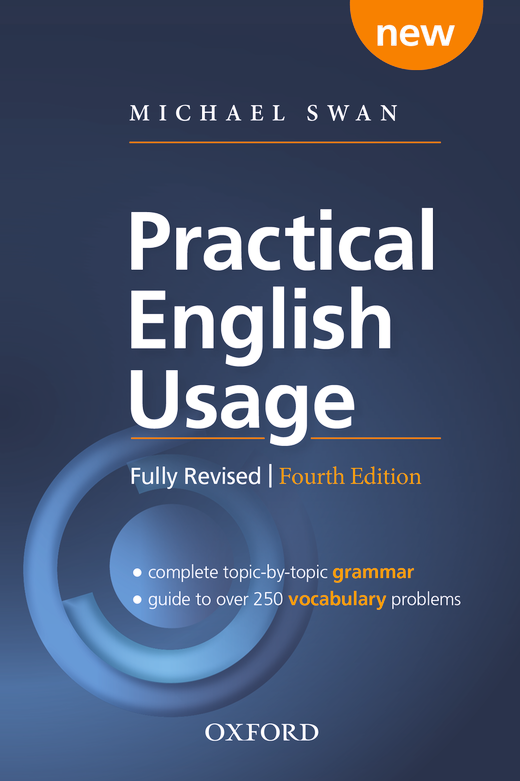 new
MICHAEL SWAN
Practical
English
Usage
Fully Revised | Fourth Edition
• complete topic-by-topic grammar
• guide to over 250 vocabulary problems
OXFORD